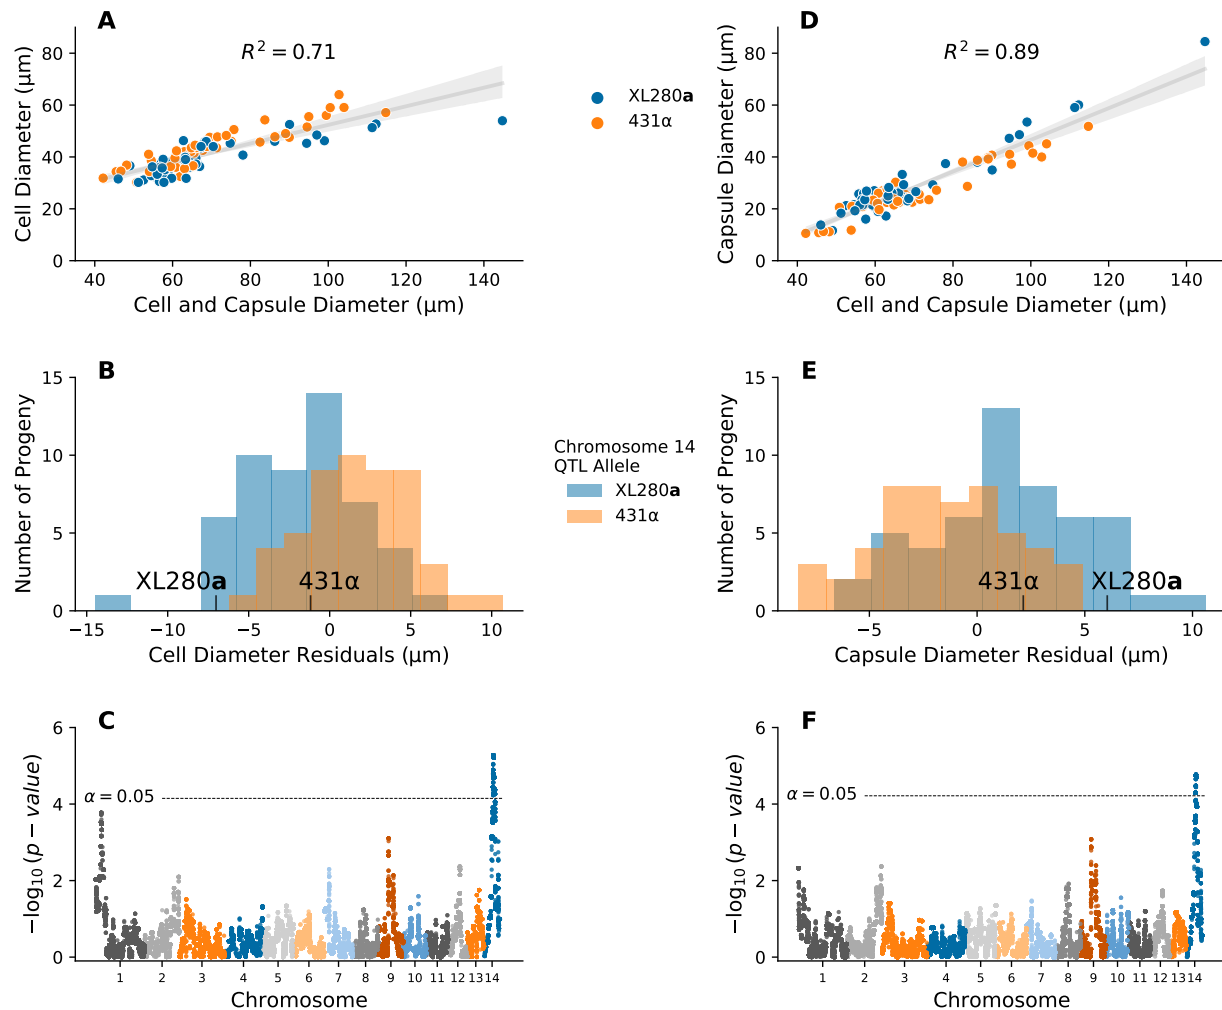 A
R² = 0.71
Cell Diameter (μm)
80
60
40
20
0
40 60 80 100 120 140
Cell and Capsule Diameter (μm)
XL280a
431α
D
R² = 0.89
Capsule Diameter (μm)
80
60
40
20
0
40 60 80 100 120 140
Cell and Capsule Diameter (μm)
B
Number of Progeny
15
10
5
0
XL280a 431α
−15 −10 −5 0 5 10
Cell Diameter Residuals (μm)
Chromosome 14
QTL Allele
XL280a
431α
E
Number of Progeny
15
10
5
0
431α XL280a
−5 0 5 10
Capsule Diameter Residual (μm)
C
−log₁₀(p − value)
6
4
2
0
α = 0.05
1 2 3 4 5 6 7 8 9 10 11 12 13 14
Chromosome
F
−log₁₀(p − value)
6
4
2
0
α = 0.05
1 2 3 4 5 6 7 8 9 10 11 12 13 14
Chromosome